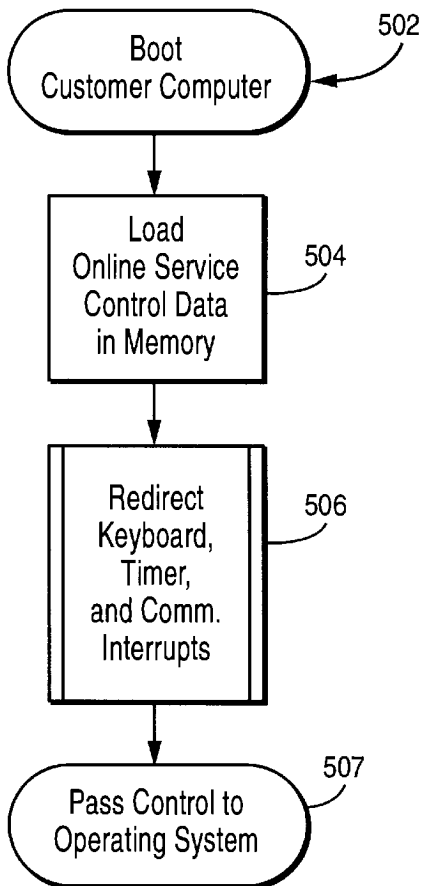 Boot
Customer Computer
502
Load
Online Service
Control Data
in Memory
504
Redirect
Keyboard,
Timer,
and Comm.
Interrupts
506
Pass Control to
Operating System
507